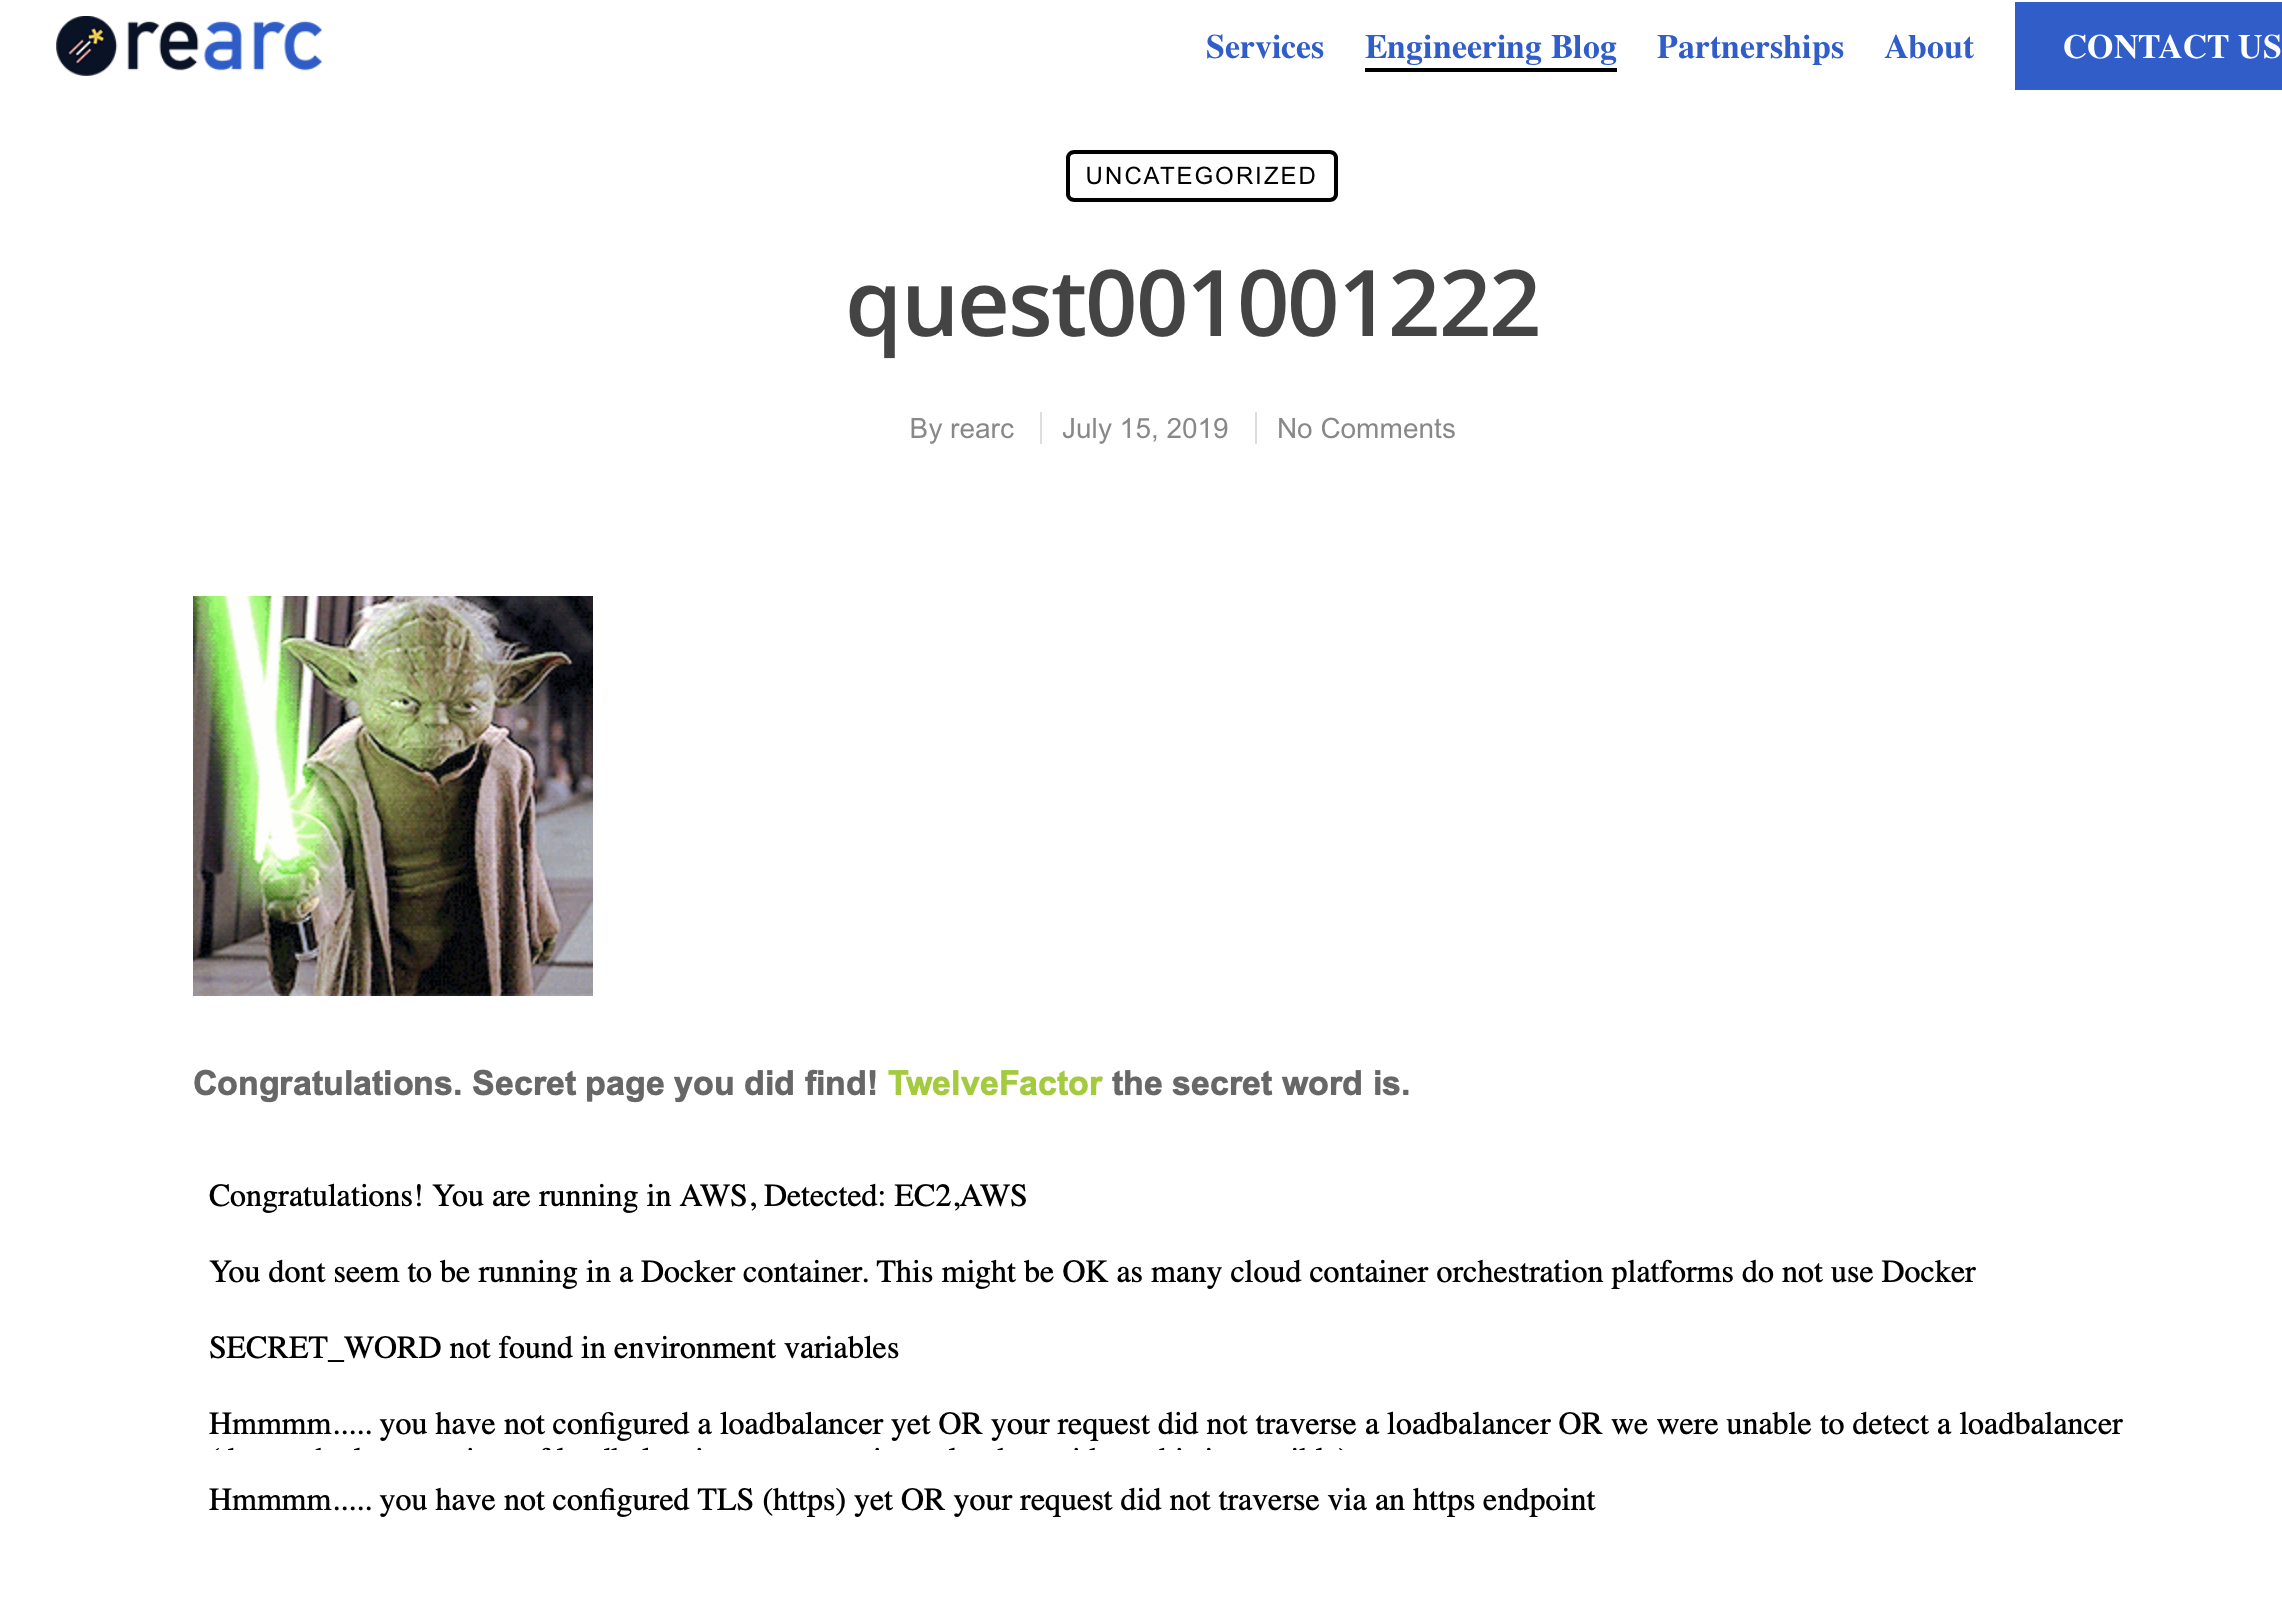 rearc
Services Engineering Blog Partnerships About CONTACT US
UNCATEGORIZED
quest001001222
By rearc July 15, 2019 No Comments
Congratulations. Secret page you did find! TwelveFactor the secret word is.
Congratulations! You are running in AWS, Detected: EC2,AWS
You dont seem to be running in a Docker container. This might be OK as many cloud container orchestration platforms do not use Docker
SECRET_WORD not found in environment variables
Hmmmm..... you have not configured a loadbalancer yet OR your request did not traverse a loadbalancer OR we were unable to detect a loadbalancer
Hmmmm..... you have not configured TLS (https) yet OR your request did not traverse via an https endpoint